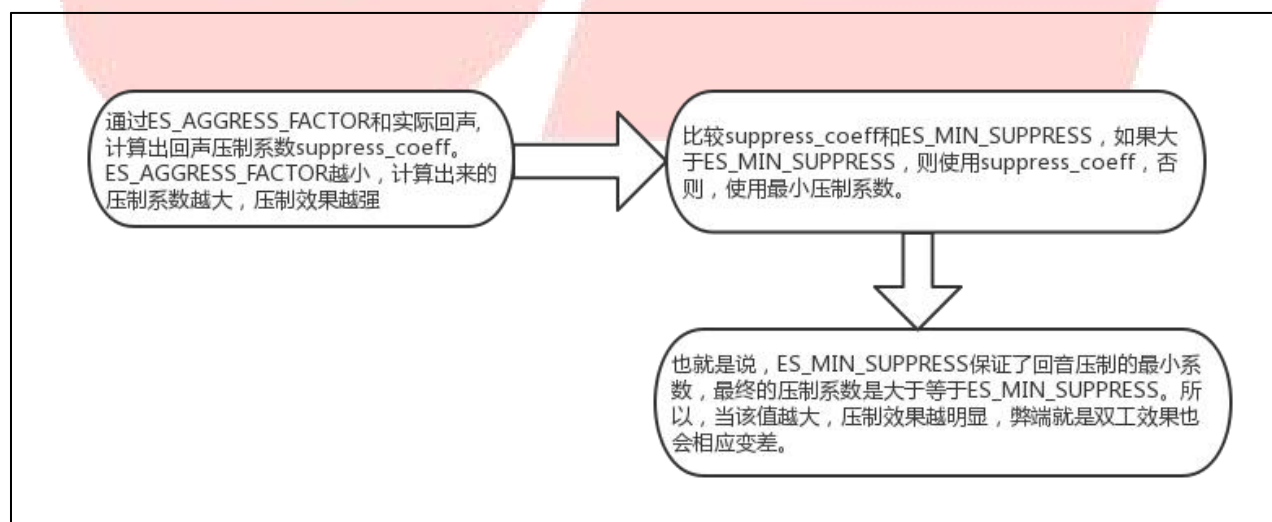 通过ES_AGGRESS_FACTOR和实际回声,
计算出回声压制系数suppress_coeff。
ES_AGGRESS_FACTOR越小，计算出来的
压制系数越大，压制效果越强
比较suppress_coeff和ES_MIN_SUPPRESS，如果大
于ES_MIN_SUPPRESS，则使用suppress_coeff，否
则，使用最小压制系数。
也就是说，ES_MIN_SUPPRESS保证了回音压制的最小系
数，最终的压制系数是大于等于ES_MIN_SUPPRESS。所
以，当该值越大，压制效果越明显，弊端就是双工效果也
会相应变差。